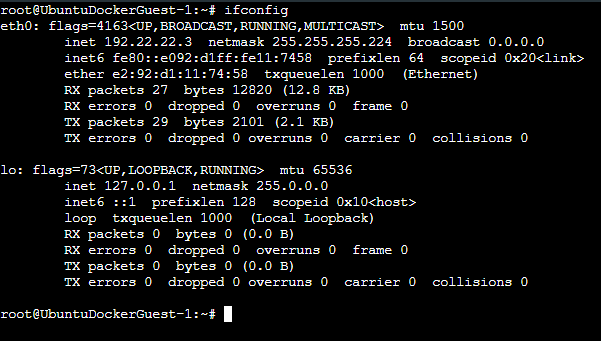 root@UbuntuDockerGuest-1:~# ifconfig
eth0: flags=4163<UP,BROADCAST,RUNNING,MULTICAST>  mtu 1500
        inet 192.22.22.3  netmask 255.255.255.224  broadcast 0.0.0.0
        inet6 fe80::e092:d1ff:fe11:7458  prefixlen 64  scopeid 0x20<link>
        ether e2:92:d1:11:74:58  txqueuelen 1000  (Ethernet)
        RX packets 27  bytes 12820 (12.8 KB)
        RX errors 0  dropped 0  overruns 0  frame 0
        TX packets 29  bytes 2101 (2.1 KB)
        TX errors 0  dropped 0 overruns 0  carrier 0  collisions 0

lo: flags=73<UP,LOOPBACK,RUNNING>  mtu 65536
        inet 127.0.0.1  netmask 255.0.0.0
        inet6 ::1  prefixlen 128  scopeid 0x10<host>
        loop  txqueuelen 1000  (Local Loopback)
        RX packets 0  bytes 0 (0.0 B)
        RX errors 0  dropped 0  overruns 0  frame 0
        TX packets 0  bytes 0 (0.0 B)
        TX errors 0  dropped 0 overruns 0  carrier 0  collisions 0

root@UbuntuDockerGuest-1:~#